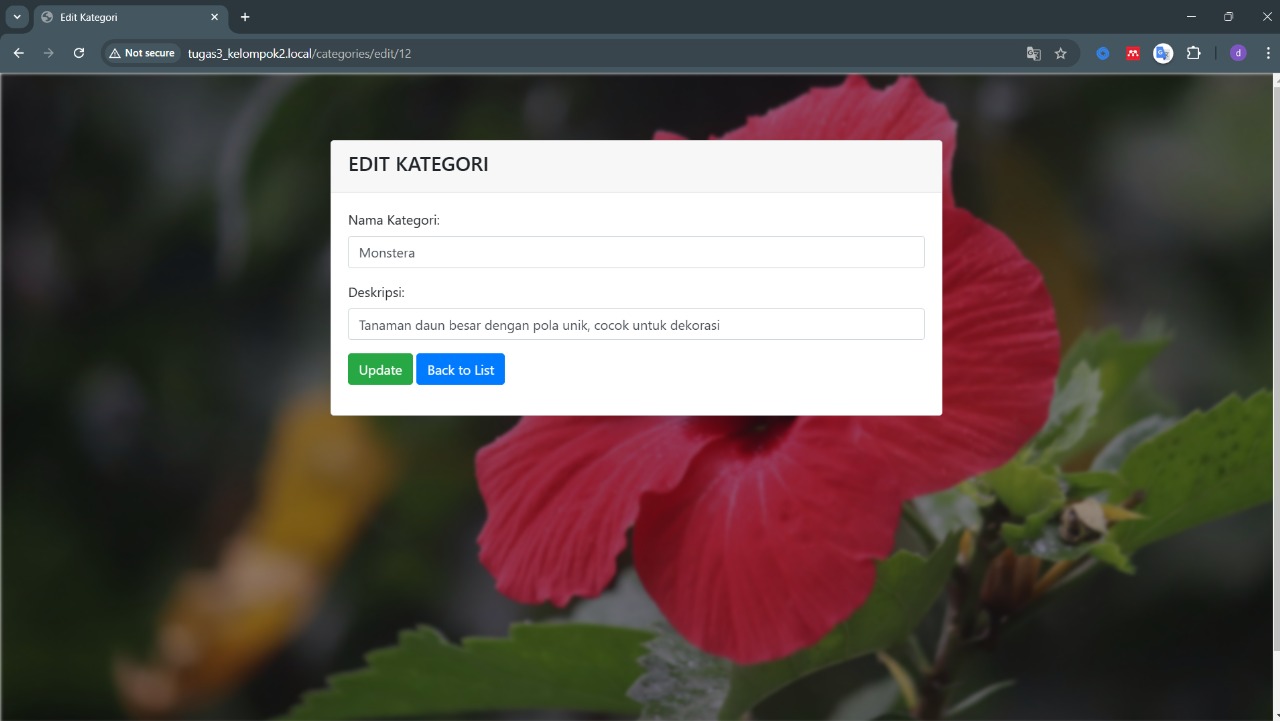 Edit Kategori
Not secure
tugas3_kelompok2.local/categories/edit/12
d
EDIT KATEGORI
Nama Kategori:
Monstera
Deskripsi:
Tanaman daun besar dengan pola unik, cocok untuk dekorasi
Update Back to List